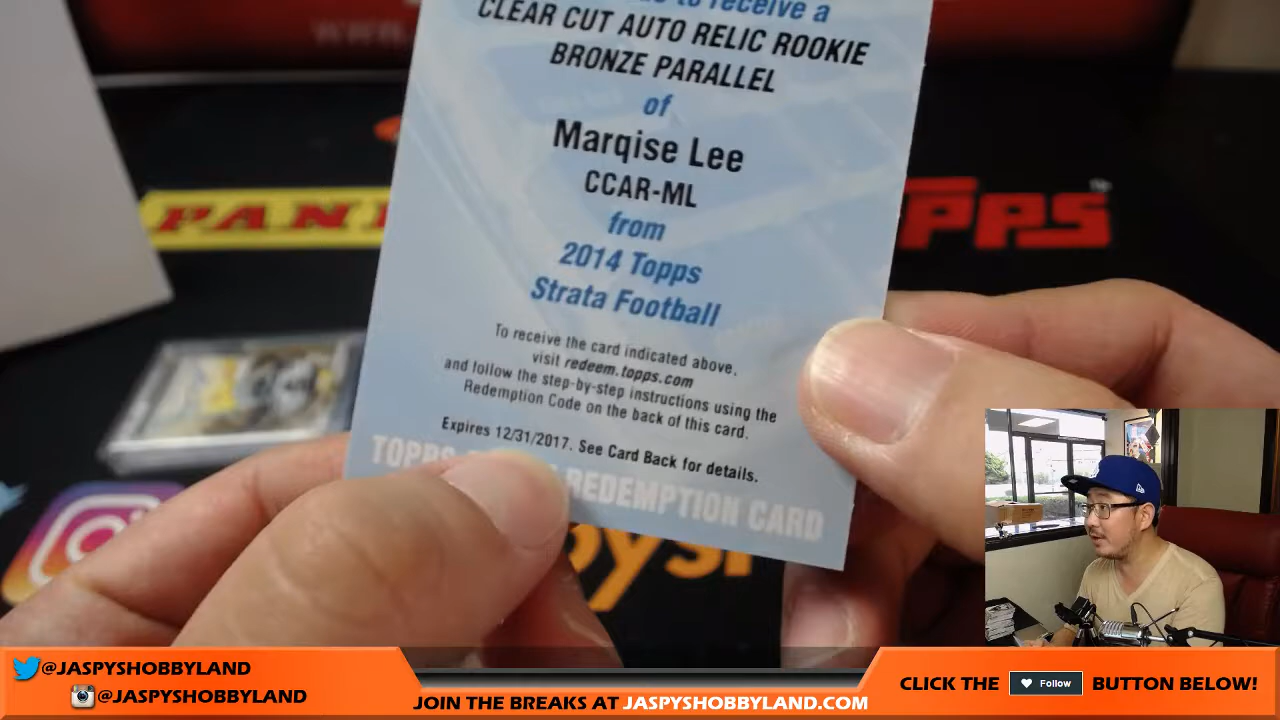 to receive a
CLEAR CUT AUTO RELIC ROOKIE
BRONZE PARALLEL
of
Marqise Lee
CCAR-ML
from
2014 Topps
Strata Football
To receive the card indicated above,
visit redeem.topps.com
and follow the step-by-step instructions using the
Redemption Code on the back of this card.
Expires 12/31/2017. See Card Back for details.
TOPPS REDEMPTION CARD
@JASPYSHOBBYLAND
@JASPYSHOBBYLAND
JOIN THE BREAKS AT JASPYSHOBBYLAND.COM
CLICK THE Follow BUTTON BELOW!